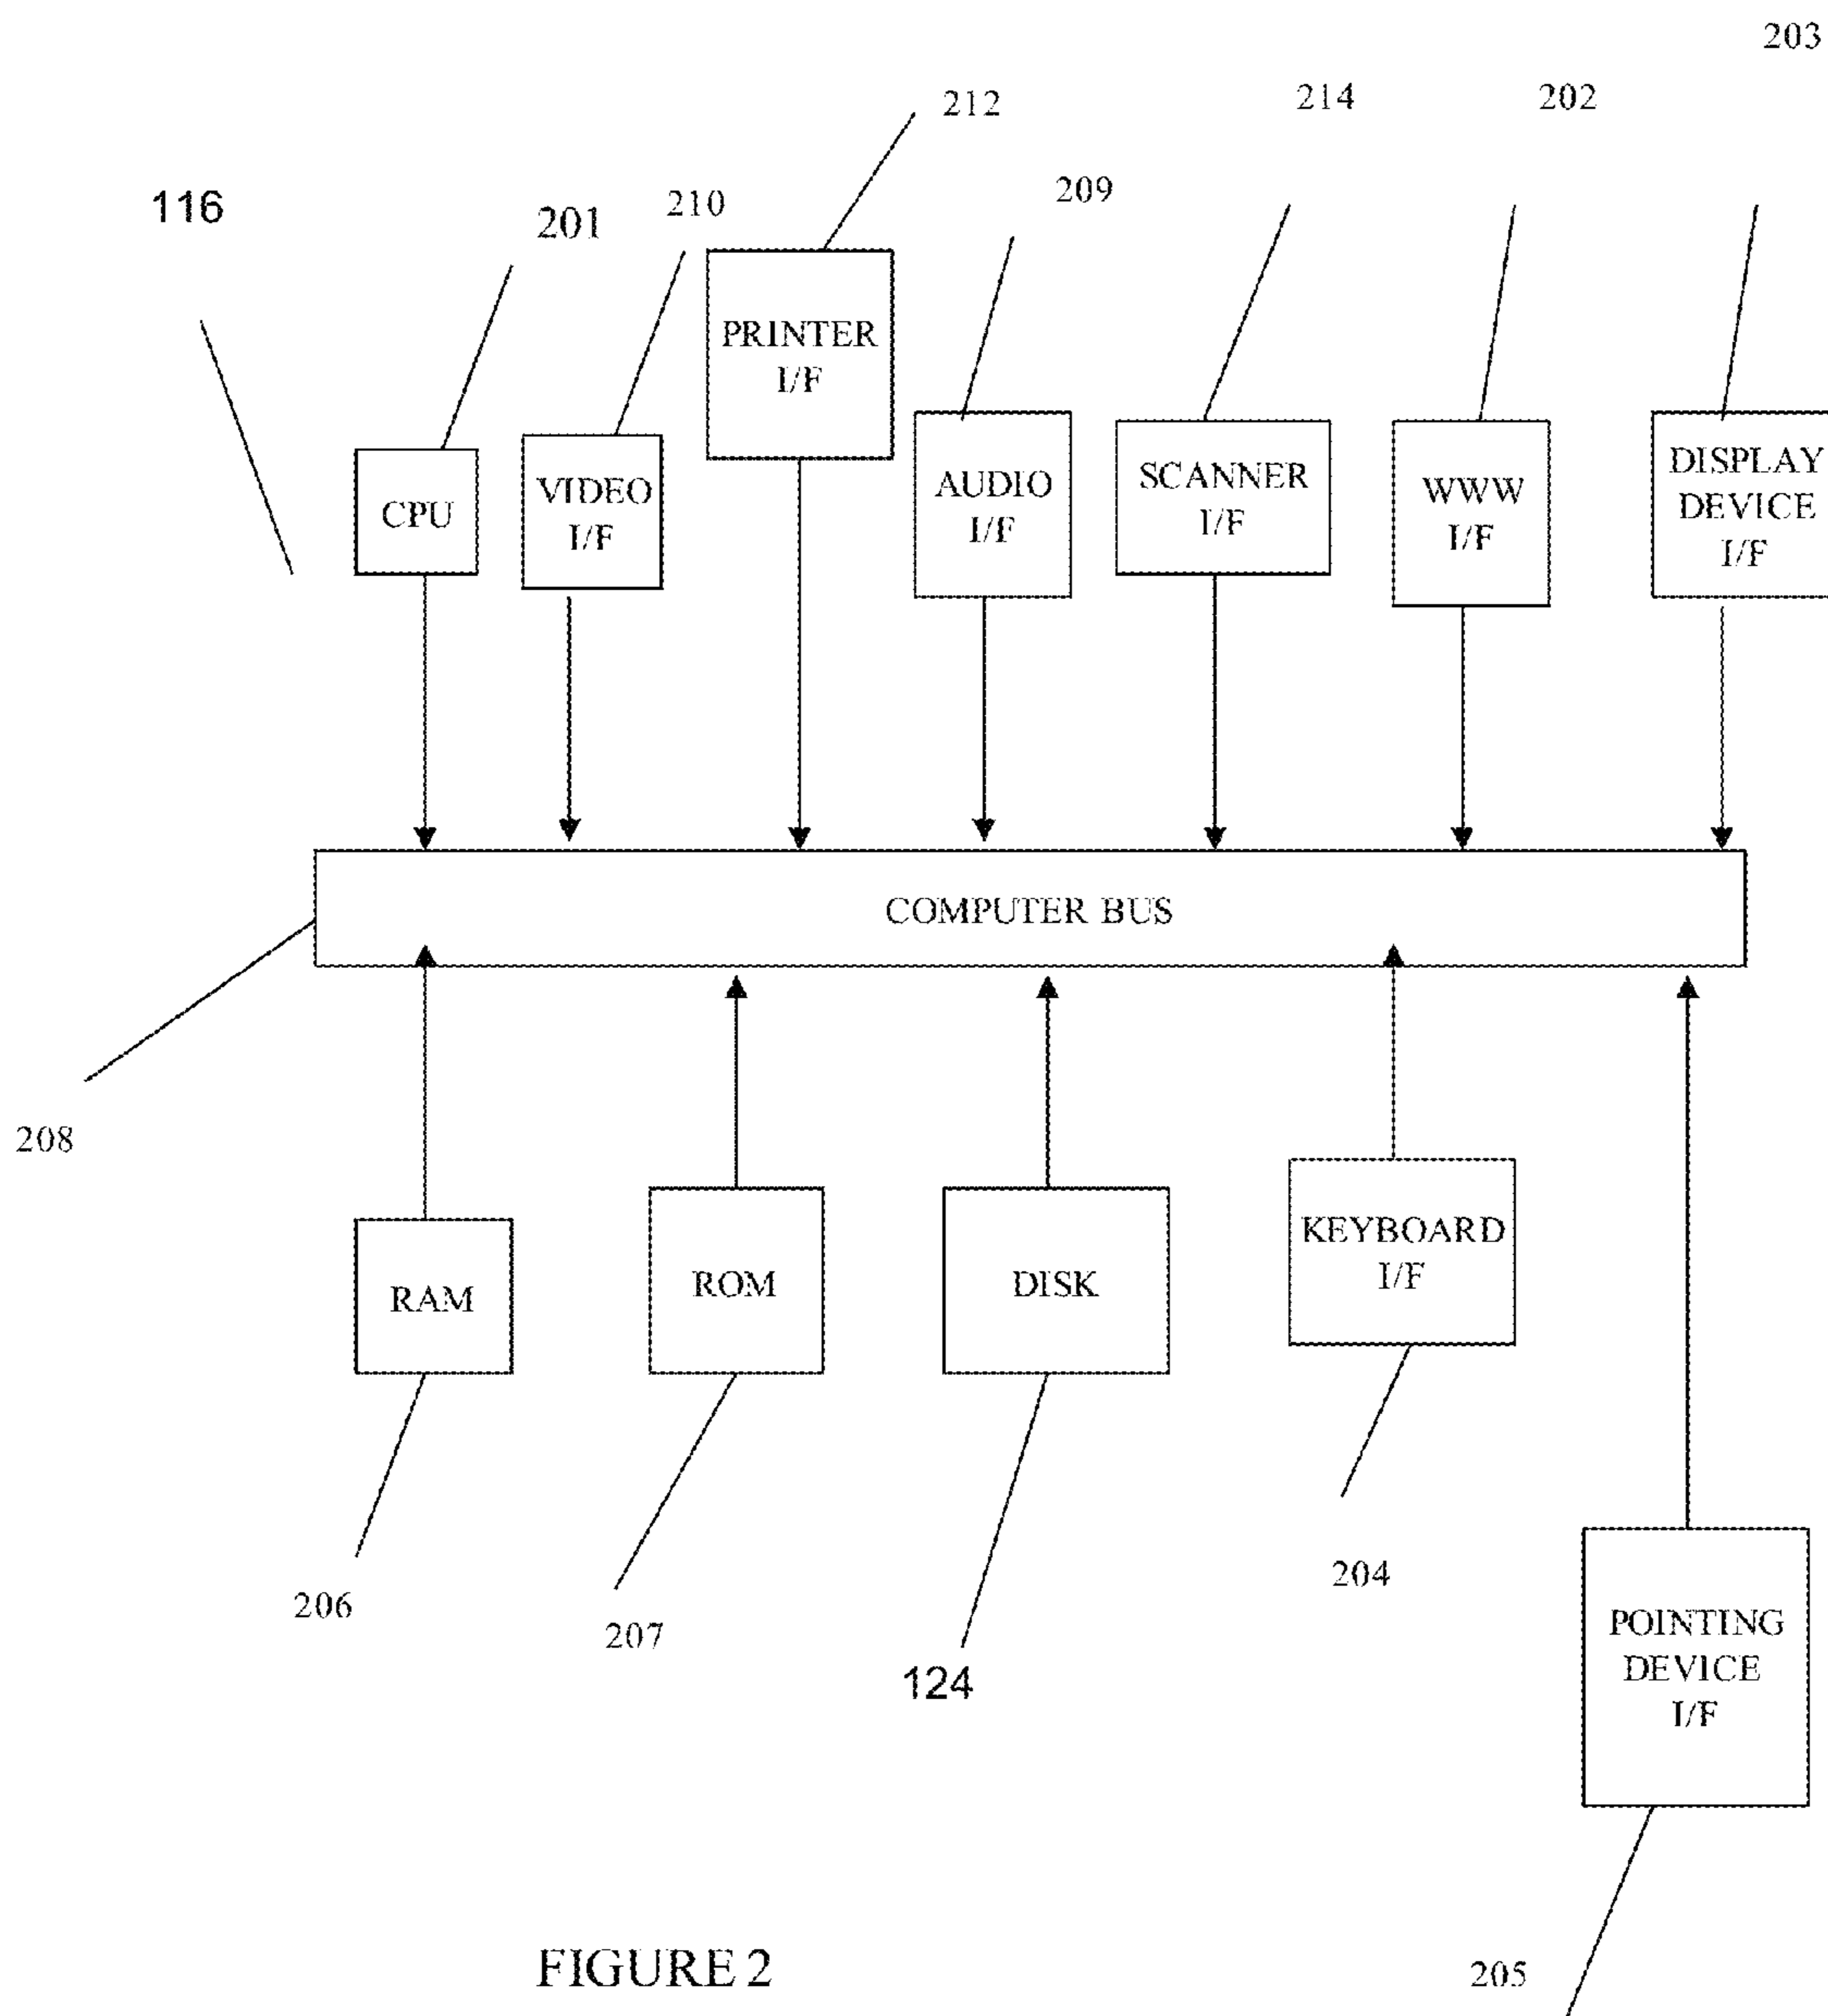 203
212
214
202
116
201
210
209
PRINTER
I/F
CPU
VIDEO
I/F
AUDIO
I/F
SCANNER
I/F
WWW
I/F
DISPLAY
DEVICE
I/F
COMPUTER BUS
208
RAM
ROM
DISK
KEYBOARD
I/F
206
207
124
204
POINTING
DEVICE
I/F
FIGURE 2
205